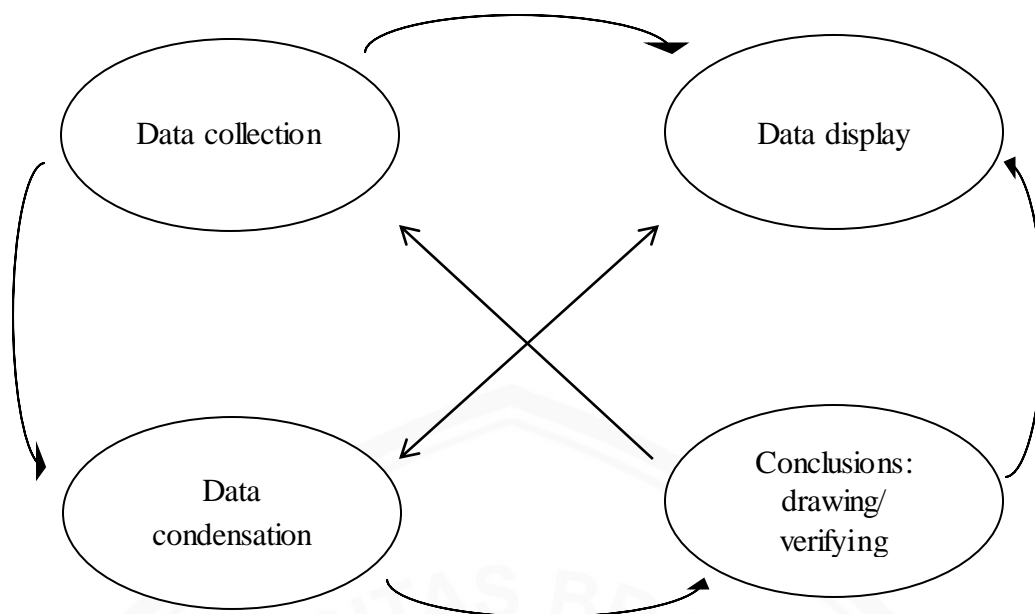 Data collection
Data display
Data
condensation
Conclusions:
drawing/
verifying